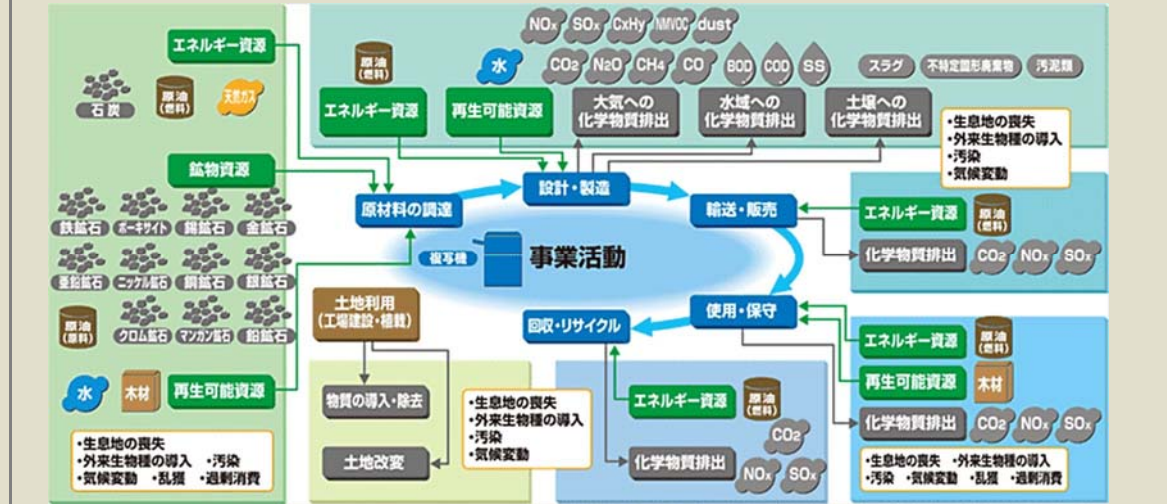 エネルギー資源
石炭
原油
(燃料)
天然ガス
鉱物資源
鉄鉱石
ボーキサイト
錫鉱石
金鉱石
亜鉛鉱石
ニッケル鉱石
銅鉱石
銀鉱石
原油
(原料)
クロム鉱石
マンガン鉱石
鉛鉱石
水
木材
再生可能資源
・生息地の喪失
・外来生物種の導入 ・汚染
・気候変動 ・乱獲 ・過剰消費
原油
(燃料)
エネルギー資源
水
再生可能資源
NOx
SOx
CxHy
NMVOC
dust
CO2
N2O
CH4
CO
BOD
COD
SS
スラグ
不特定固形廃棄物
汚泥類
大気への
化学物質排出
水域への
化学物質排出
土壌への
化学物質排出
・生息地の喪失
・外来生物種の導入
・汚染
・気候変動
原材料の調達
設計・製造
輸送・販売
使用・保守
回収・リサイクル
複写機
事業活動
エネルギー資源
原油
(燃料)
化学物質排出
CO2
NOx
SOx
エネルギー資源
原油
(燃料)
再生可能資源
木材
化学物質排出
CO2
NOx
SOx
・生息地の喪失 ・外来生物種の導入
・汚染 ・気候変動 ・乱獲 ・過剰消費
土地利用
(工場建設・植栽)
物質の導入・除去
土地改変
・生息地の喪失
・外来生物種の導入
・汚染
・気候変動
エネルギー資源
原油
(燃料)
化学物質排出
CO2
NOx
SOx